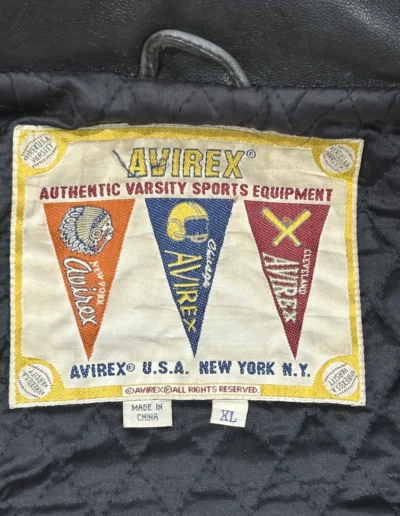 AVIREX®
AUTHENTIC VARSITY SPORTS EQUIPMENT
NEW YORK
Avirex
Chicago
AVIREX
CLEVELAND
AVIREX
AVIREX U.S.A. NEW YORK N.Y.
©AVIREX ALL RIGHTS RESERVED
MADE IN
CHINA
XL